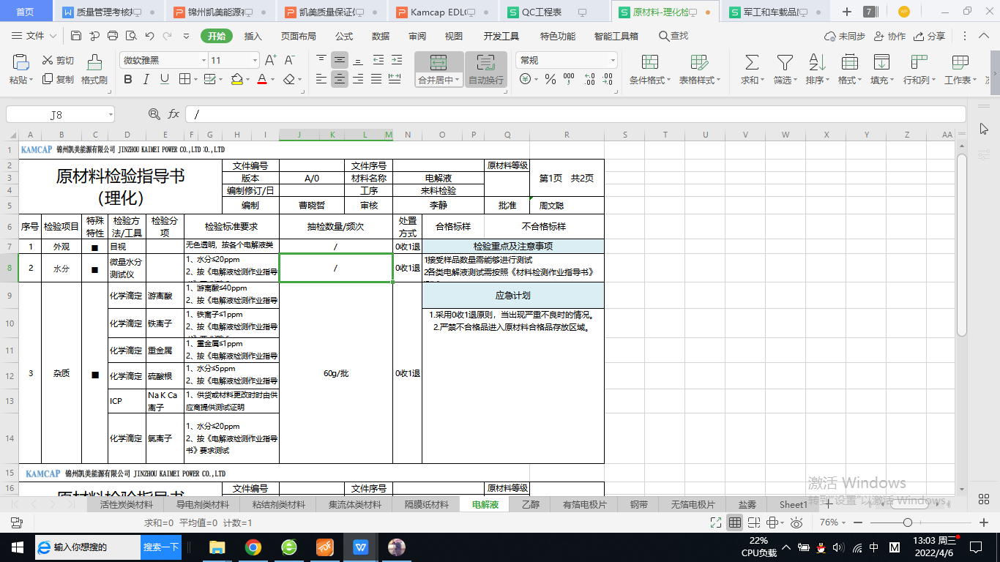 首页
质量管理考核规
锦州凯美能源有
凯美质量保证体
Kamcap EDLC
QC工程表
原材料-理化检
军工和车载品质
7
WP
文件
开始
插入
页面布局
公式
数据
审阅
视图
开发工具
特色功能
智能工具箱
查找
未同步
协作
分享
粘贴
剪切
复制
格式刷
微软雅黑
11
合并居中
自动换行
常规
条件格式
表格样式
求和
筛选
排序
格式
填充
行和列
工作表
J8
fx
/
A B C D E F G H I J K L M N O P Q R S T U V W X Y Z AA
1 KAMCAP 锦州凯美能源有限公司 JINZHOU KAIMEI POWER CO.,LTD
2 文件编号 文件序号 原材料等级
原材料检验指导书
（理化）
3 版本 A/0 材料名称 电解液 第1页 共2页
4 编制修订/日 工序 来料检验
5 编制 曹晓哲 审核 李静 批准 周文聪
6 序号 检验项目 特殊特性 检验方法/工具 检验分项 检验标准要求 抽检数量/频次 处置方式 合格标样 不合格标样
7 1 外观 ■ 目视 无色透明，按各个电解液类 / 0收1退 检验重点及注意事项
8 2 水分 ■ 微量水分测试仪 1、水分≤20ppm / 0收1退 1接受样品数量需能够进行测试
2、按《电解液检测作业指导 2各类电解液测试需按照《材料检测作业指导书》
9 化学滴定 游离酸 1、游离酸≤40ppm 应急计划
2、按《电解液检测作业指导
10 化学滴定 铁离子 1、铁离子≤1ppm 1.采用0收1退原则，当出现严重不良时的情况。
2、按《电解液检测作业指导 2.严禁不合格品进入原材料合格品存放区域。
11 化学滴定 重金属 1、重金属≤1ppm
2、按《电解液检测作业指导
12 3 杂质 ■ 化学滴定 硫酸根 1、水分≤5ppm 60g/批 0收1退
2、按《电解液检测作业指导
13 ICP Na K Ca 离子 1、供货或材料更改时时由供
应商提供测试证明
14 化学滴定 氯离子 1、水分≤20ppm
2、按《电解液检测作业指导
书》要求测试
15 KAMCAP 锦州凯美能源有限公司 JINZHOU KAIMEI POWER CO.,LTD
16 文件编号 文件序号 原材料等级
原材料检验指导书
激活 Windows
转到"设置"以激活 Windows。
活性炭类材料
导电剂类材料
粘结剂类材料
集流体类材料
隔膜纸材料
电解液
乙醇
有箔电极片
钢带
无箔电极片
盐雾
Sheet1
求和=0 平均值=0 计数=1
76%
输入你想搜的
搜索一下
22%
CPU负载
中
M
13:03 周三
2022/4/6